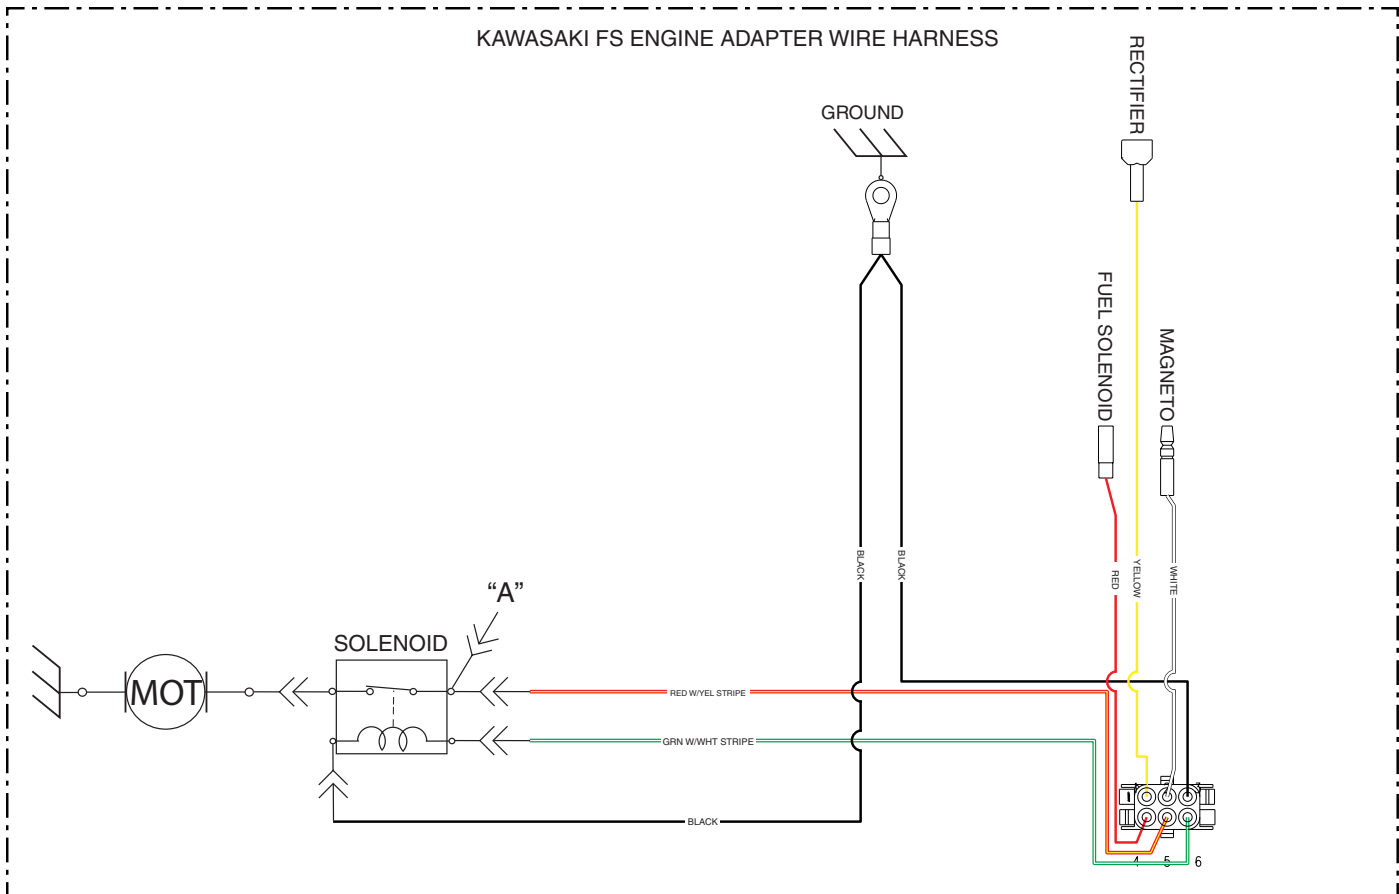 KAWASAKI FS ENGINE ADAPTER WIRE HARNESS
RECTIFIER
GROUND
FUEL SOLENOID
MAGNETO
BLACK
BLACK
RED
YELLOW
WHITE
“A”
SOLENOID
MOT
RED W/YEL STRIPE
GRN W/WHT STRIPE
BLACK
4 5 6